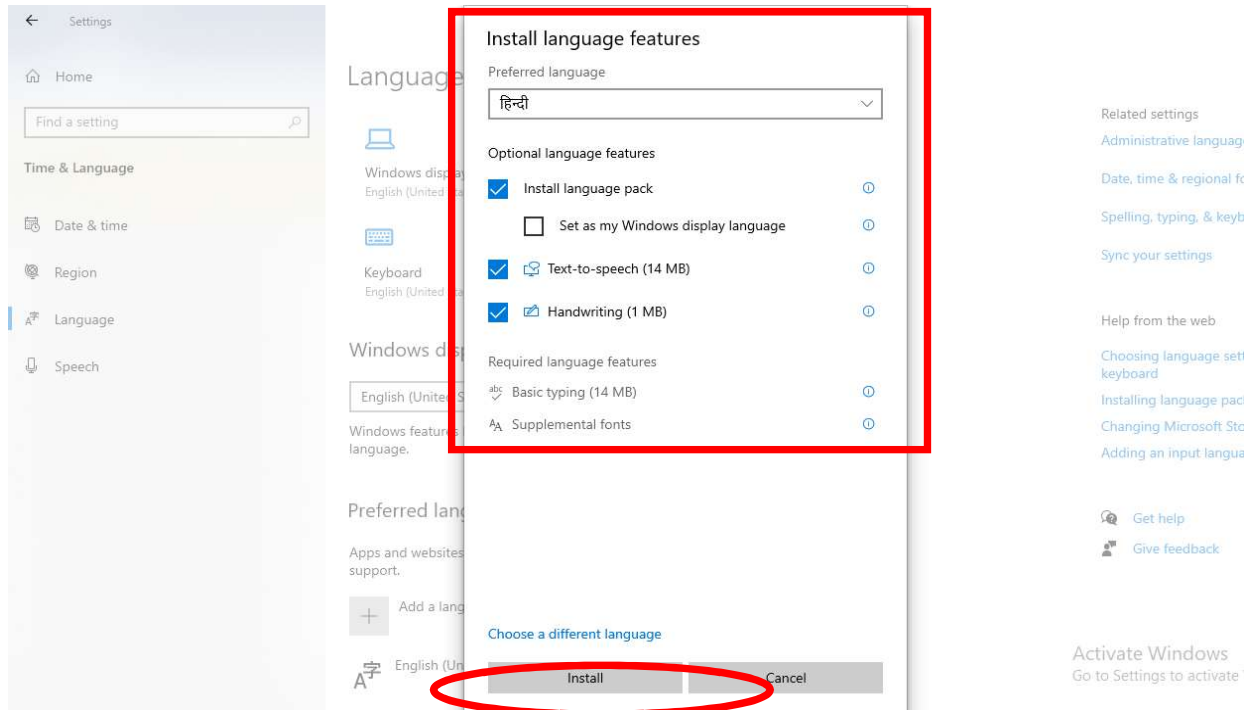 Settings
Home
Find a setting
Time & Language
Date & time
Region
Language
Speech
Language
Windows display
English (United
Keyboard
English (United
Windows disp
English (United S
Windows features
language.
Preferred lang
Apps and websites
support.
Add a lang
English (Un
Install language features
Preferred language
हिन्दी
Optional language features
Install language pack
Set as my Windows display language
Text-to-speech (14 MB)
Handwriting (1 MB)
Required language features
abc Basic typing (14 MB)
Supplemental fonts
Choose a different language
Install
Cancel
Related settings
Administrative languag
Date, time & regional fo
Spelling, typing, & keyb
Sync your settings
Help from the web
Choosing language sett
keyboard
Installing language pac
Changing Microsoft Sto
Adding an input langua
Get help
Give feedback
Activate Windows
Go to Settings to activate